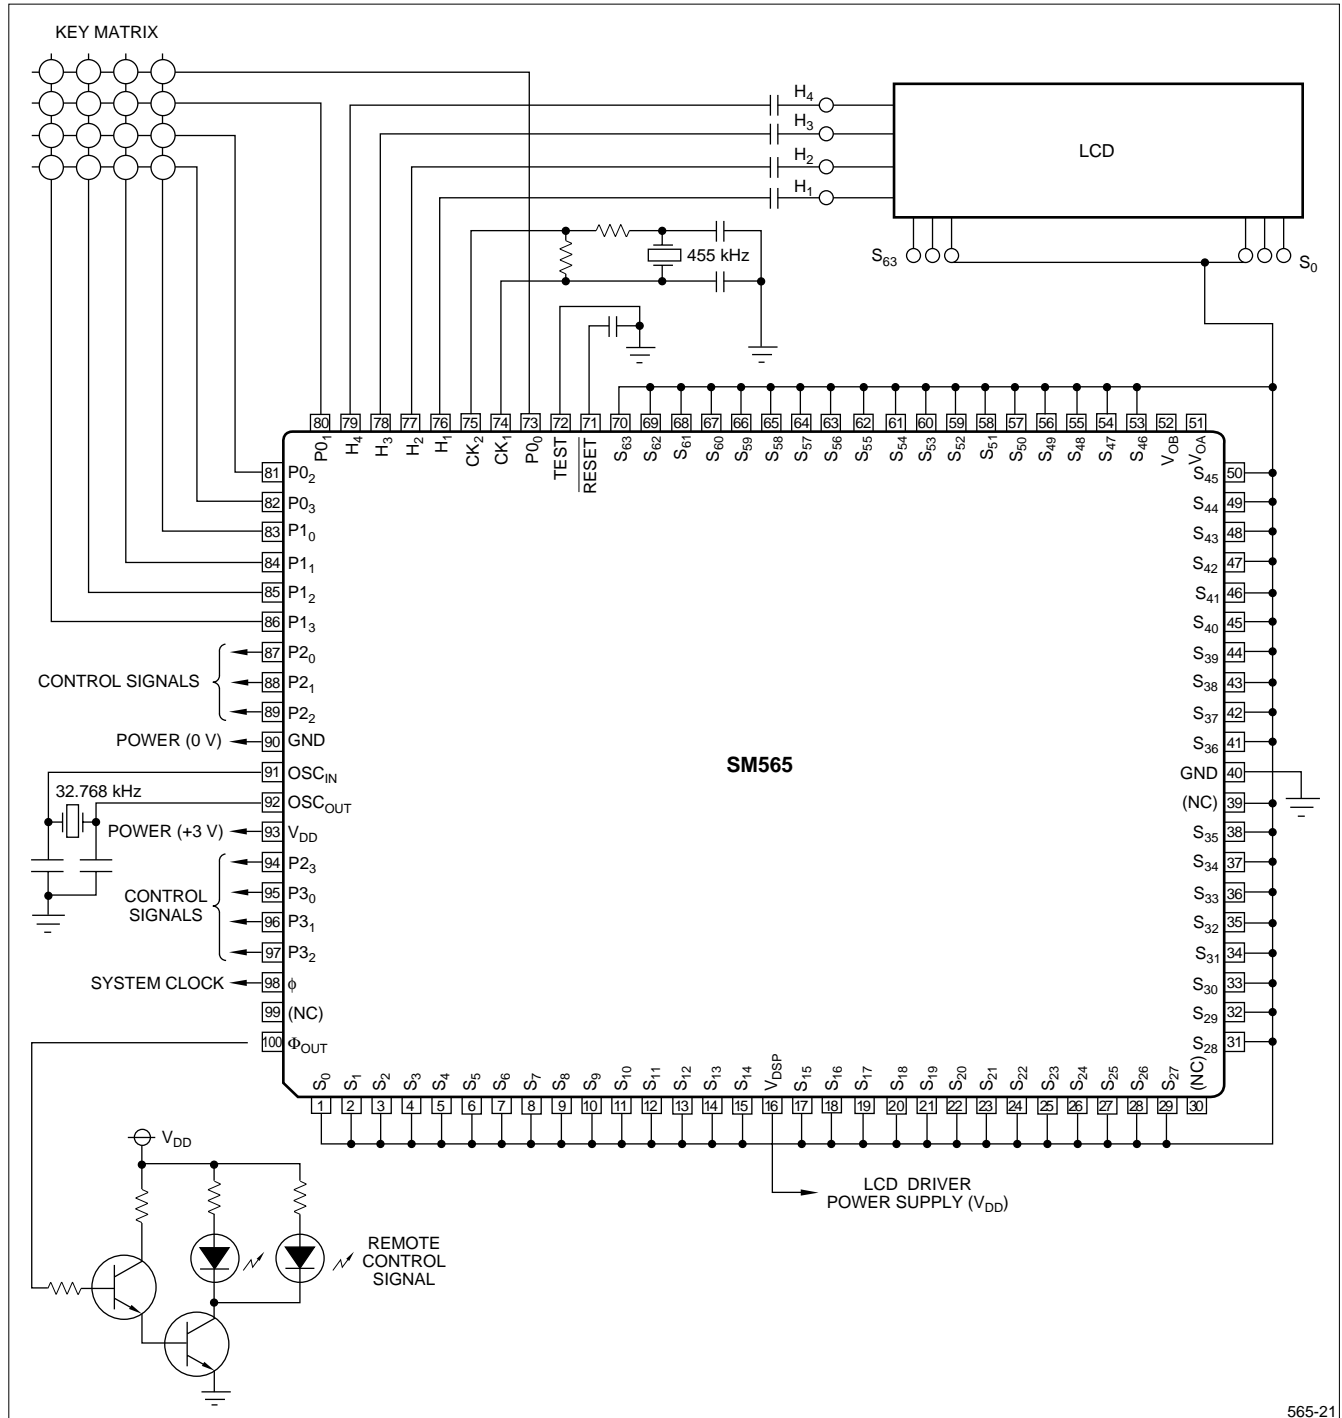 KEY MATRIX
H4
H3
H2
H1
LCD
S63
S0
455 kHz
80 79 78 77 76 75 74 73 72 71 70 69 68 67 66 65 64 63 62 61 60 59 58 57 56 55 54 53 52 51
P01 H4 H3 H2 H1 CK2 CK1 P00 TEST RESET S63 S62 S61 S60 S59 S58 S57 S56 S55 S54 S53 S52 S51 S50 S49 S48 S47 S46 VOB VOA
81 P02
82 P03
83 P10
84 P11
85 P12
86 P13
87 P20
CONTROL SIGNALS
88 P21
89 P22
POWER (0 V)
90 GND
91 OSCIN
32.768 kHz
92 OSCOUT
POWER (+3 V)
93 VDD
94 P23
95 P30
CONTROL
SIGNALS
96 P31
97 P32
SYSTEM CLOCK
98 ϕ
99 (NC)
100 ΦOUT
SM565
S45 50
S44 49
S43 48
S42 47
S41 46
S40 45
S39 44
S38 43
S37 42
S36 41
GND 40
(NC) 39
S35 38
S34 37
S33 36
S32 35
S31 34
S30 33
S29 32
S28 31
S0 S1 S2 S3 S4 S5 S6 S7 S8 S9 S10 S11 S12 S13 S14 VDSP S15 S16 S17 S18 S19 S20 S21 S22 S23 S24 S25 S26 S27 (NC)
1 2 3 4 5 6 7 8 9 10 11 12 13 14 15 16 17 18 19 20 21 22 23 24 25 26 27 28 29 30
VDD
LCD DRIVER
POWER SUPPLY (VDD)
REMOTE
CONTROL
SIGNAL
565-21